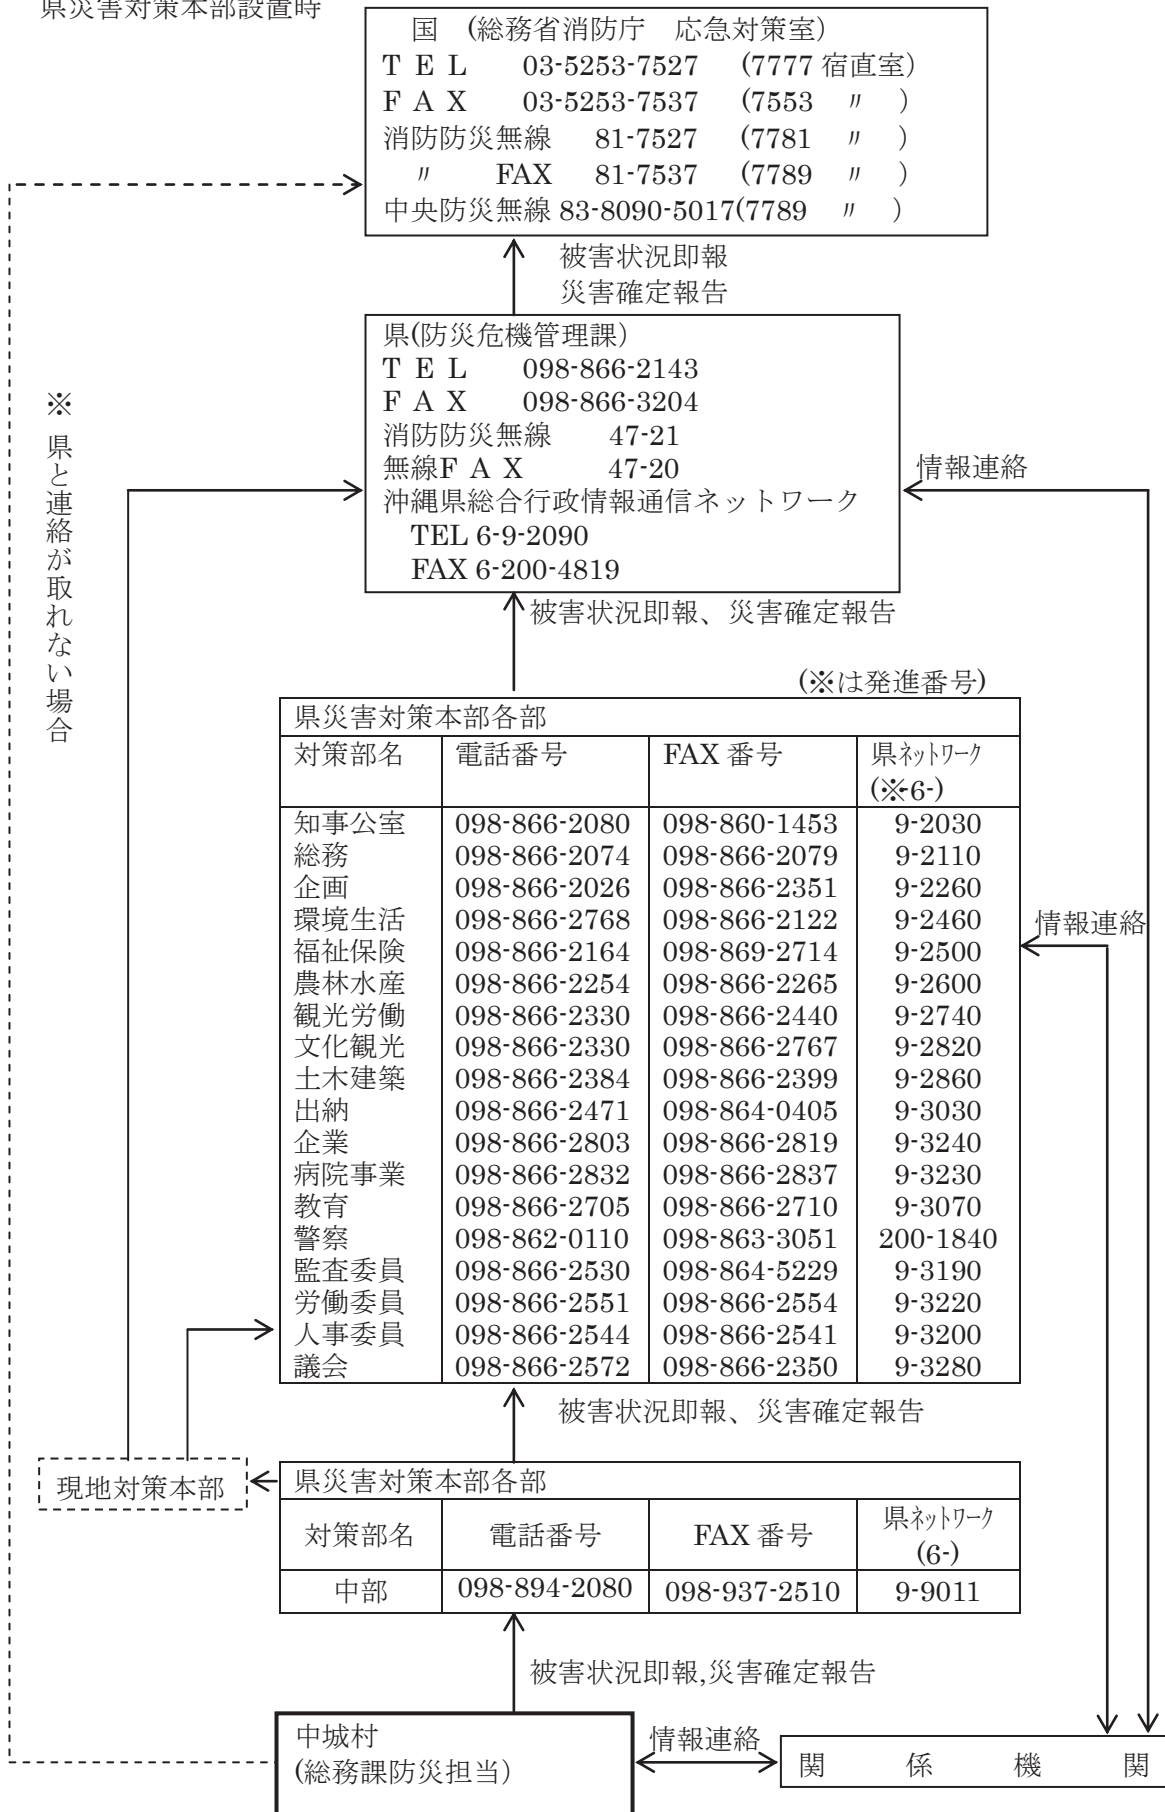 県災害対策本部設置時
国　(総務省消防庁　応急対策室)
ＴＥＬ　03-5253-7527　(7777 宿直室)
ＦＡＸ　03-5253-7537　(7553　〃　)
消防防災無線　81-7527　(7781　〃　)
〃　FAX　81-7537　(7789　〃　)
中央防災無線 83-8090-5017(7789　〃　)
被害状況即報
災害確定報告
県(防災危機管理課)
ＴＥＬ　098-866-2143
ＦＡＸ　098-866-3204
消防防災無線　47-21
無線ＦＡＸ　47-20
沖縄県総合行政情報通信ネットワーク
TEL 6-9-2090
FAX 6-200-4819
※ 県と連絡が取れない場合
情報連絡
被害状況即報、災害確定報告
(※は発進番号)
県災害対策本部各部
対策部名　電話番号　FAX 番号　県ﾈｯﾄﾜｰｸ
(※6-)
知事公室　098-866-2080　098-860-1453　9-2030
総務　098-866-2074　098-866-2079　9-2110
企画　098-866-2026　098-866-2351　9-2260
環境生活　098-866-2768　098-866-2122　9-2460
福祉保険　098-866-2164　098-869-2714　9-2500
農林水産　098-866-2254　098-866-2265　9-2600
観光労働　098-866-2330　098-866-2440　9-2740
文化観光　098-866-2330　098-866-2767　9-2820
土木建築　098-866-2384　098-866-2399　9-2860
出納　098-866-2471　098-864-0405　9-3030
企業　098-866-2803　098-866-2819　9-3240
病院事業　098-866-2832　098-866-2837　9-3230
教育　098-866-2705　098-866-2710　9-3070
警察　098-862-0110　098-863-3051　200-1840
監査委員　098-866-2530　098-864-5229　9-3190
労働委員　098-866-2551　098-866-2554　9-3220
人事委員　098-866-2544　098-866-2541　9-3200
議会　098-866-2572　098-866-2350　9-3280
情報連絡
被害状況即報、災害確定報告
現地対策本部
県災害対策本部各部
対策部名　電話番号　FAX 番号　県ﾈｯﾄﾜｰｸ
(6-)
中部　098-894-2080　098-937-2510　9-9011
被害状況即報,災害確定報告
中城村
(総務課防災担当)
情報連絡
関　係　機　関